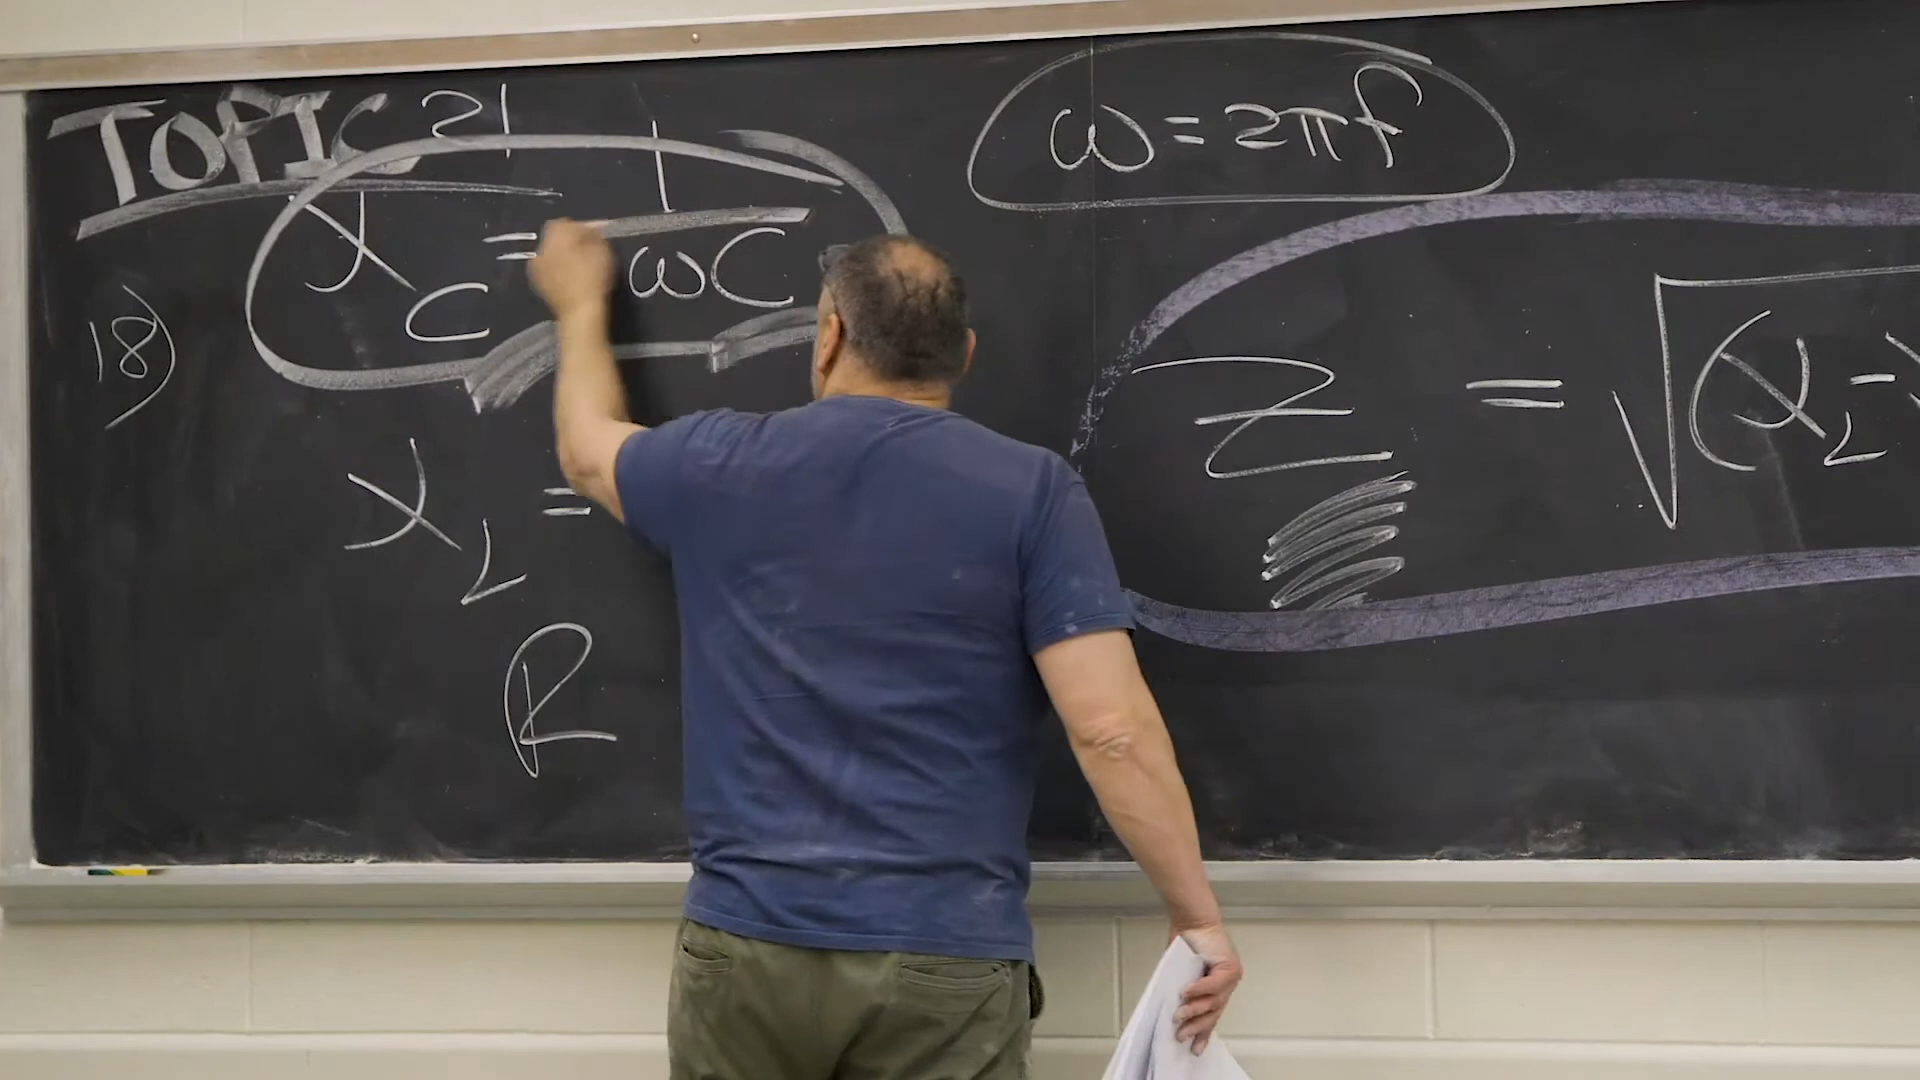 TOPIC 21
18)
X_C = 1/ωC
X_L =
R
ω = 2πf
Z = √(X_L -